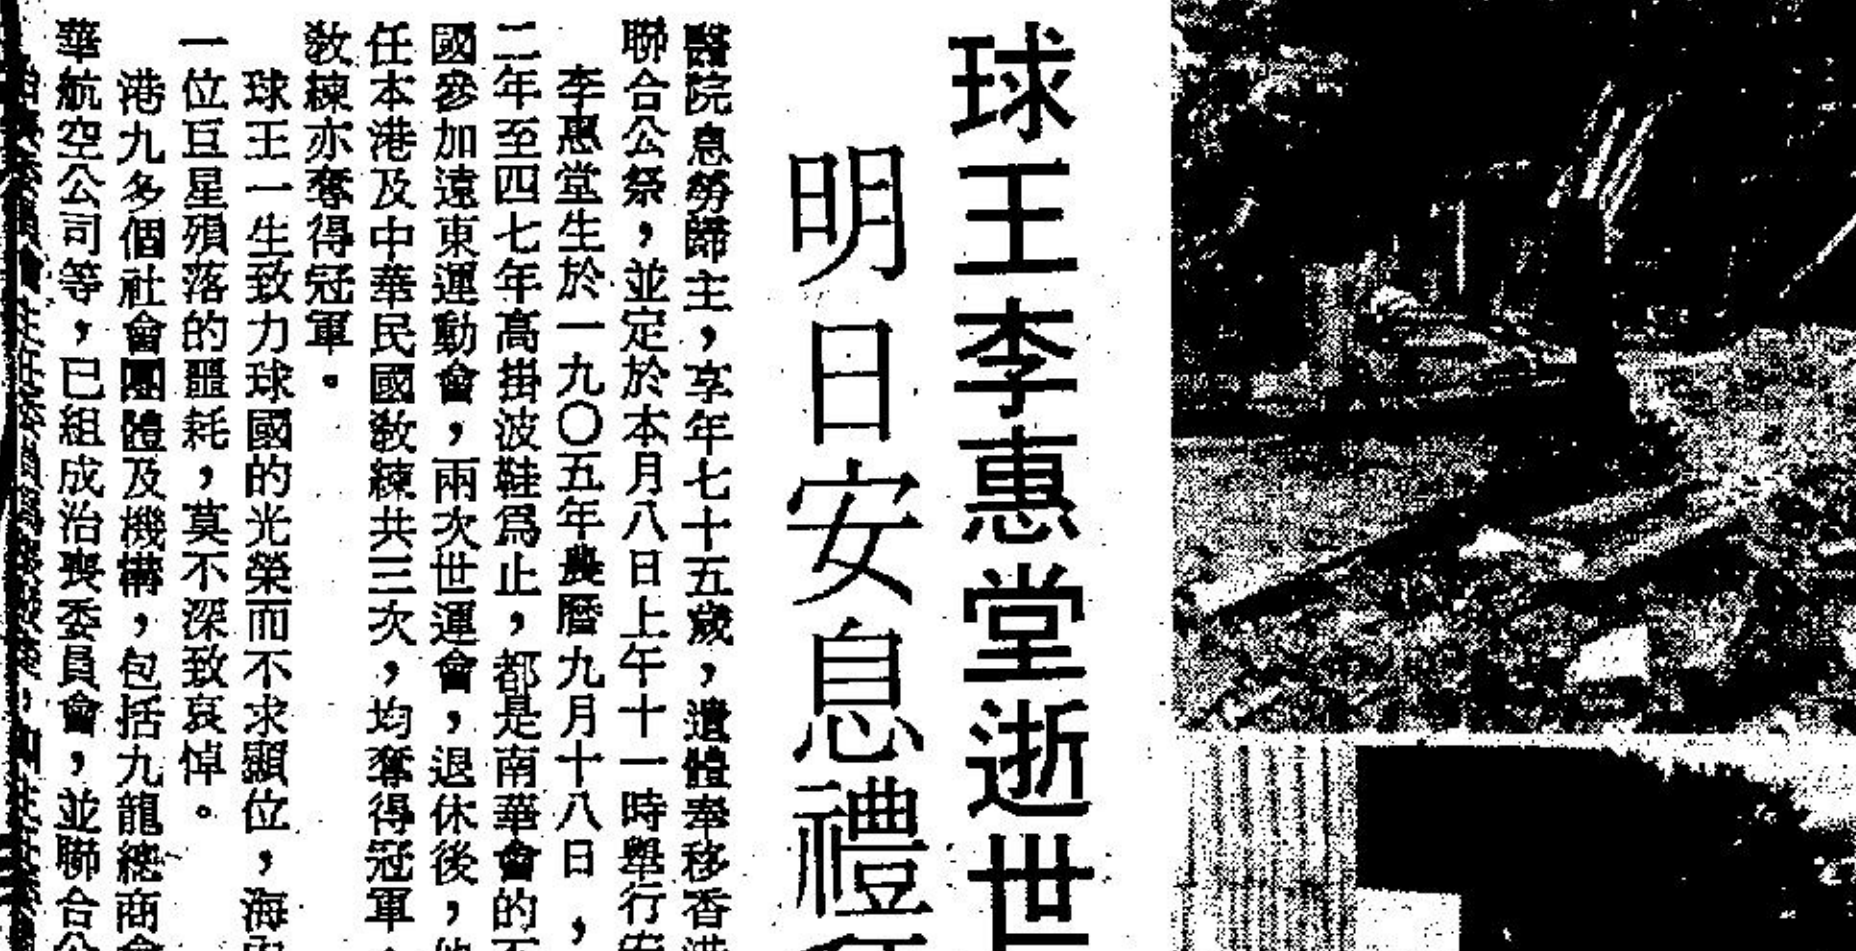 球王李惠堂逝世
明日安息禮
醫院息勞歸主，享年七十五歲，遺體奉移香港
聯合公祭，並定於本月八日上午十一時舉行安
李惠堂生於一九〇五年農曆九月十八日，
二年至四七年高掛波鞋爲止，都是南華會的
國參加遠東運動會，兩次世運會，退休後，他
任本港及中華民國敎練共三次，均奪得冠軍，
敎練亦奪得冠軍。
球王一生致力球國的光榮而不求顯位，海
一位巨星殞落的噩耗，莫不深致哀悼。
港九多個社會團體及機構，包括九龍總商會
華航空公司等，已組成治喪委員會，並聯合公